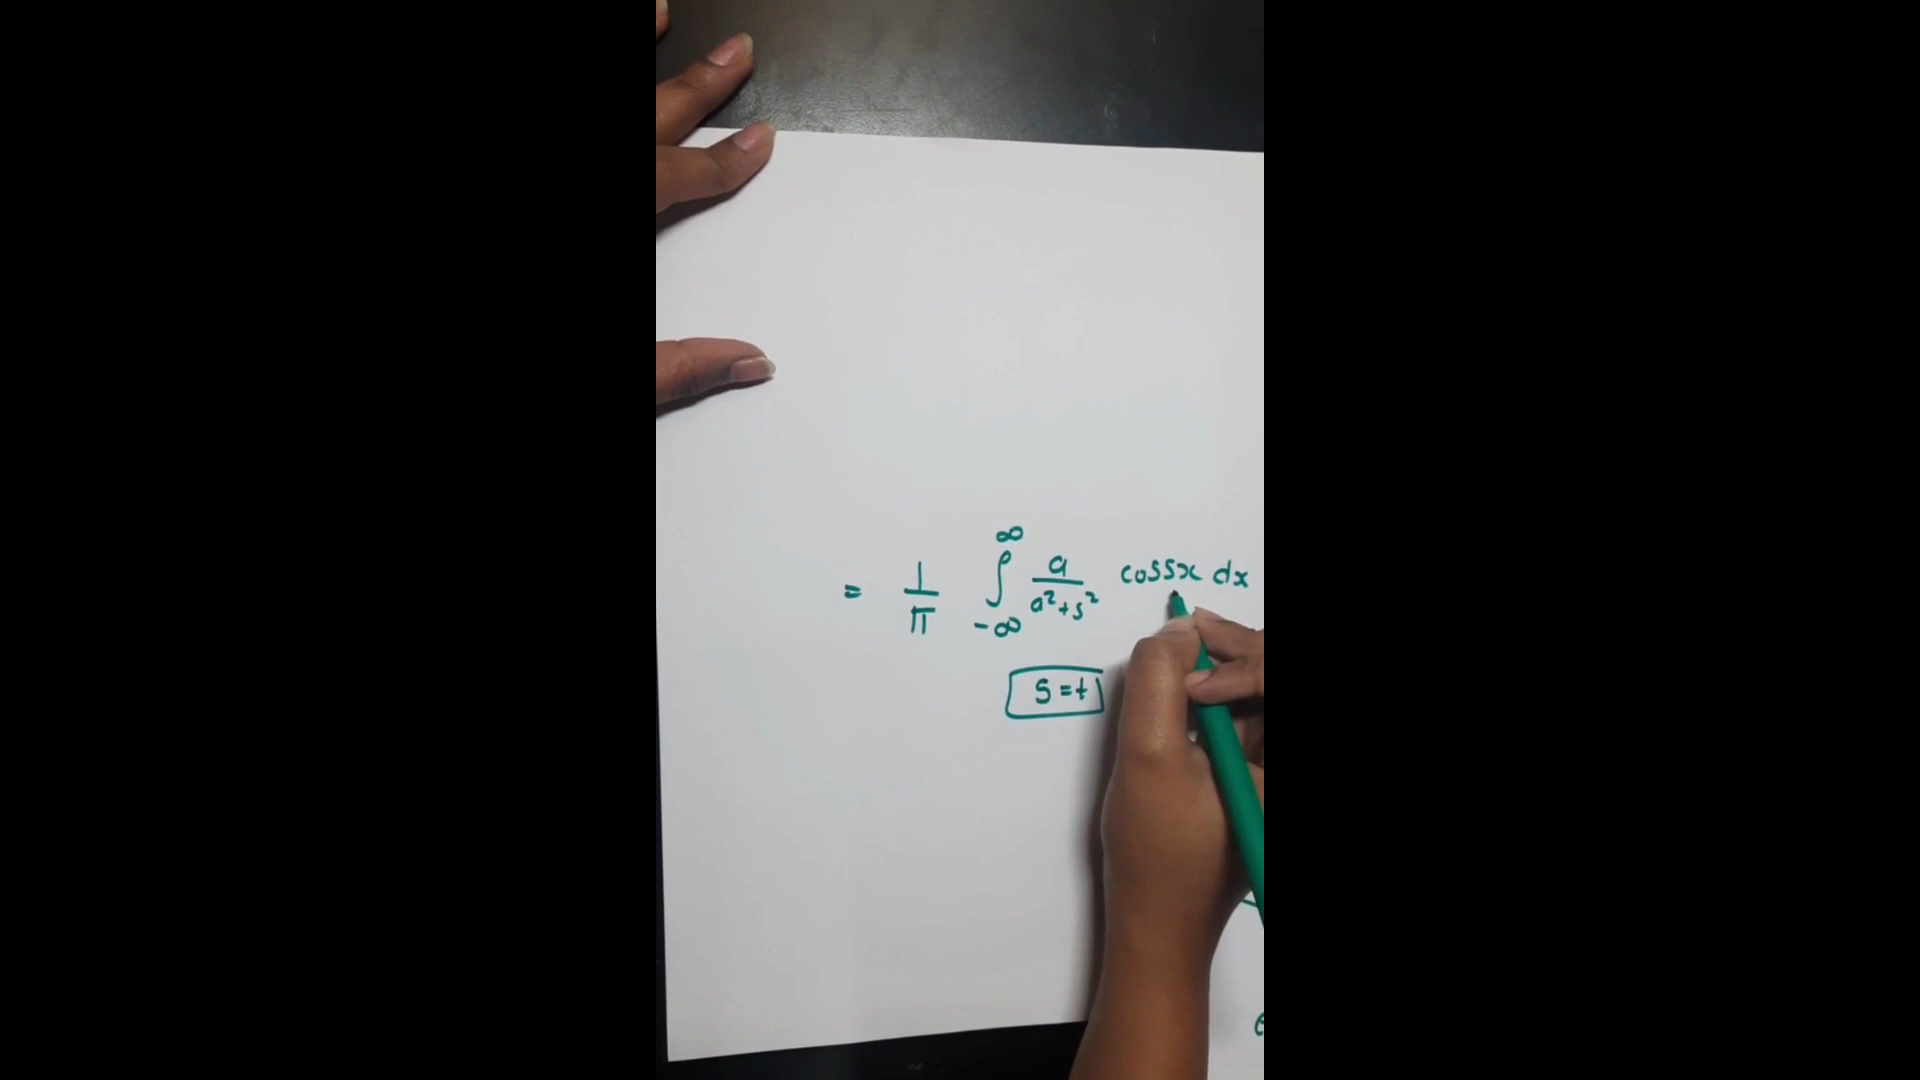 = 1/π ∫_{-∞}^{∞} a/(a²+s²) cossx dx
s=t